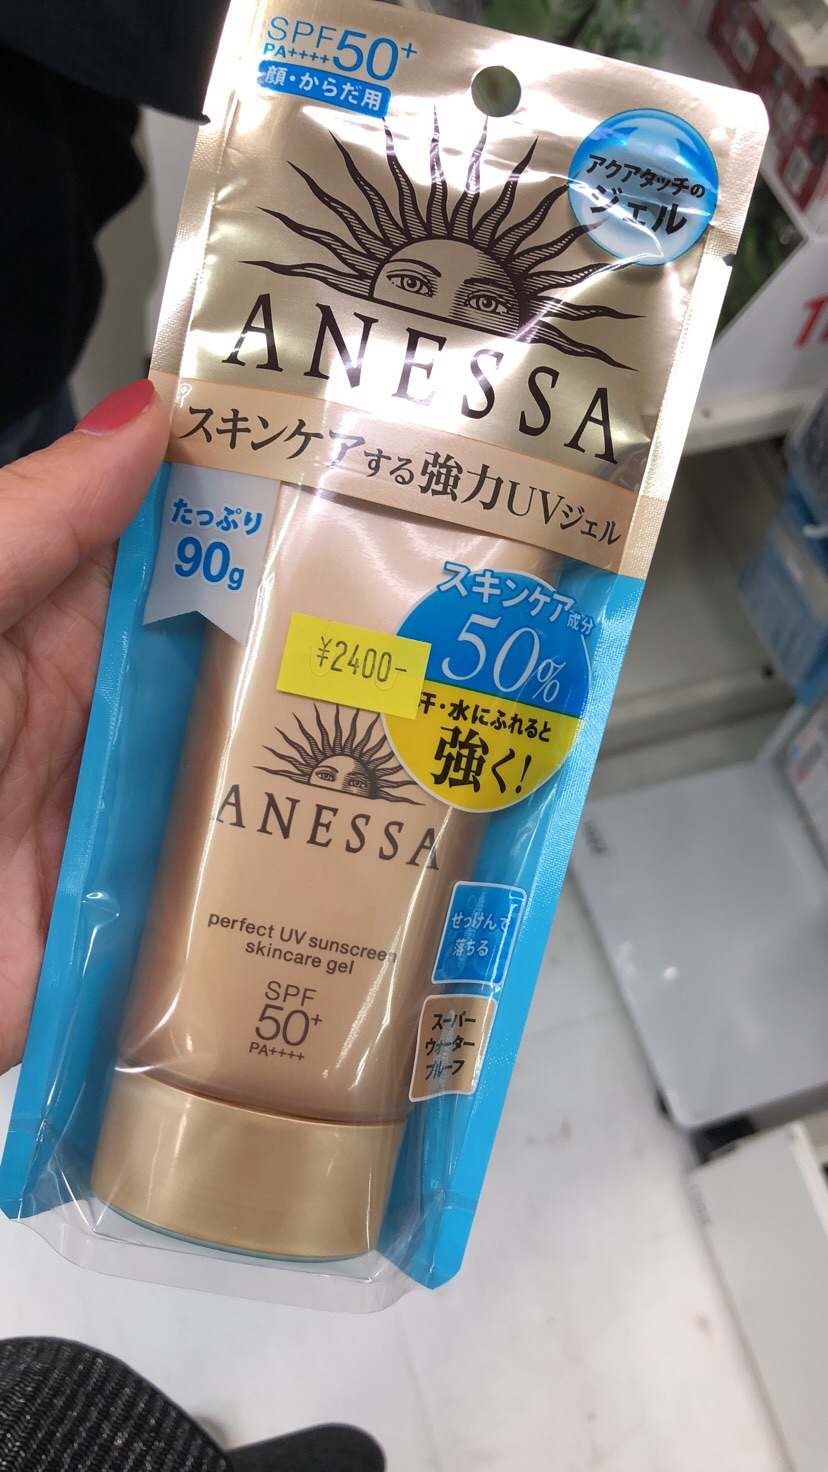 SPF50+
PA++++
顔・からだ用
アクアタッチの
ジェル
ANESSA
スキンケアする強力UVジェル
たっぷり
90g
スキンケア成分
50%
汗・水にふれると
強く!
¥2400-
ANESSA
perfect UV sunscreen
skincare gel
SPF
50+
PA++++
せっけんで
落ちる
スーパー
ウォーター
プルーフ